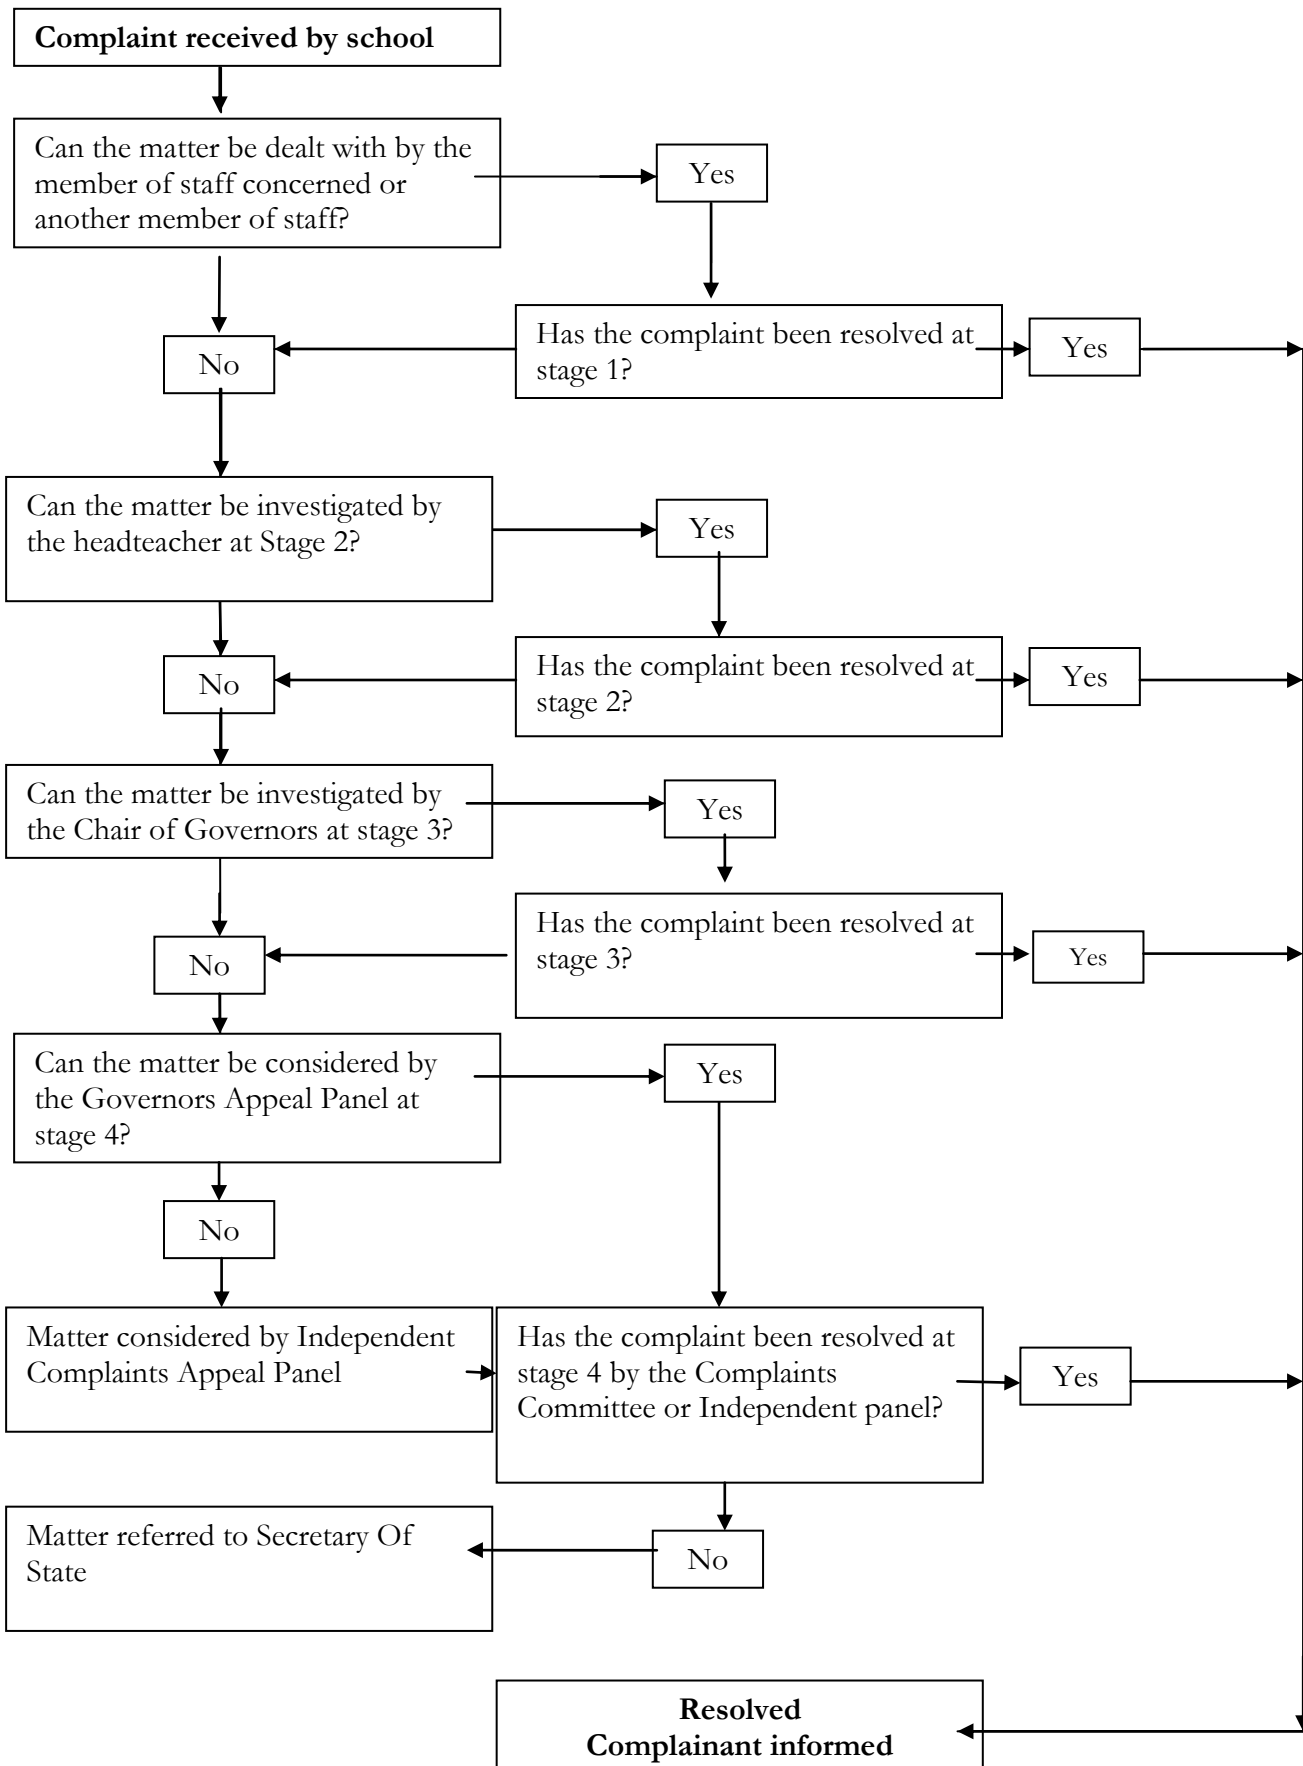 Complaint received by school
Can the matter be dealt with by the
member of staff concerned or
another member of staff?
Yes
Has the complaint been resolved at
stage 1?
Yes
No
Can the matter be investigated by
the headteacher at Stage 2?
Yes
Has the complaint been resolved at
stage 2?
Yes
No
Can the matter be investigated by
the Chair of Governors at stage 3?
Yes
Has the complaint been resolved at
stage 3?
Yes
No
Can the matter be considered by
the Governors Appeal Panel at
stage 4?
Yes
No
Matter considered by Independent
Complaints Appeal Panel
Has the complaint been resolved at
stage 4 by the Complaints
Committee or Independent panel?
Yes
Matter referred to Secretary Of
State
No
Resolved
Complainant informed